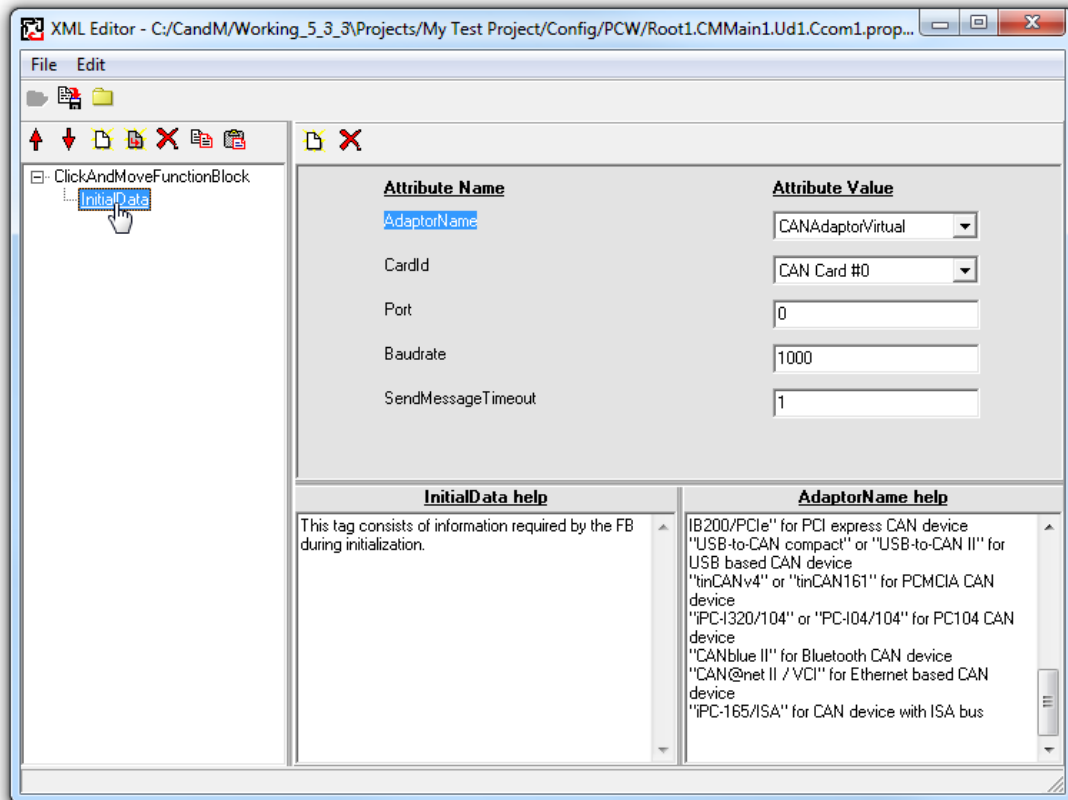 XML Editor - C:/CandM/Working_5_3_3\Projects/My Test Project/Config/PCW/Root1.CMMain1.Ud1.Ccom1.prop...
File Edit
ClickAndMoveFunctionBlock
InitialData
Attribute Name Attribute Value
AdaptorName CANAdaptorVirtual
CardId CAN Card #0
Port 0
Baudrate 1000
SendMessageTimeout 1
InitialData help
This tag consists of information required by the FB
during initialization.
AdaptorName help
IB200/PCIe" for PCI express CAN device
"USB-to-CAN compact" or "USB-to-CAN II" for
USB based CAN device
"tinCANv4" or "tinCAN161" for PCMCIA CAN
device
"iPC-I320/104" or "PC-I04/104" for PC104 CAN
device
"CANblue II" for Bluetooth CAN device
"CAN@net II / VCI" for Ethernet based CAN
device
"iPC-165/ISA" for CAN device with ISA bus